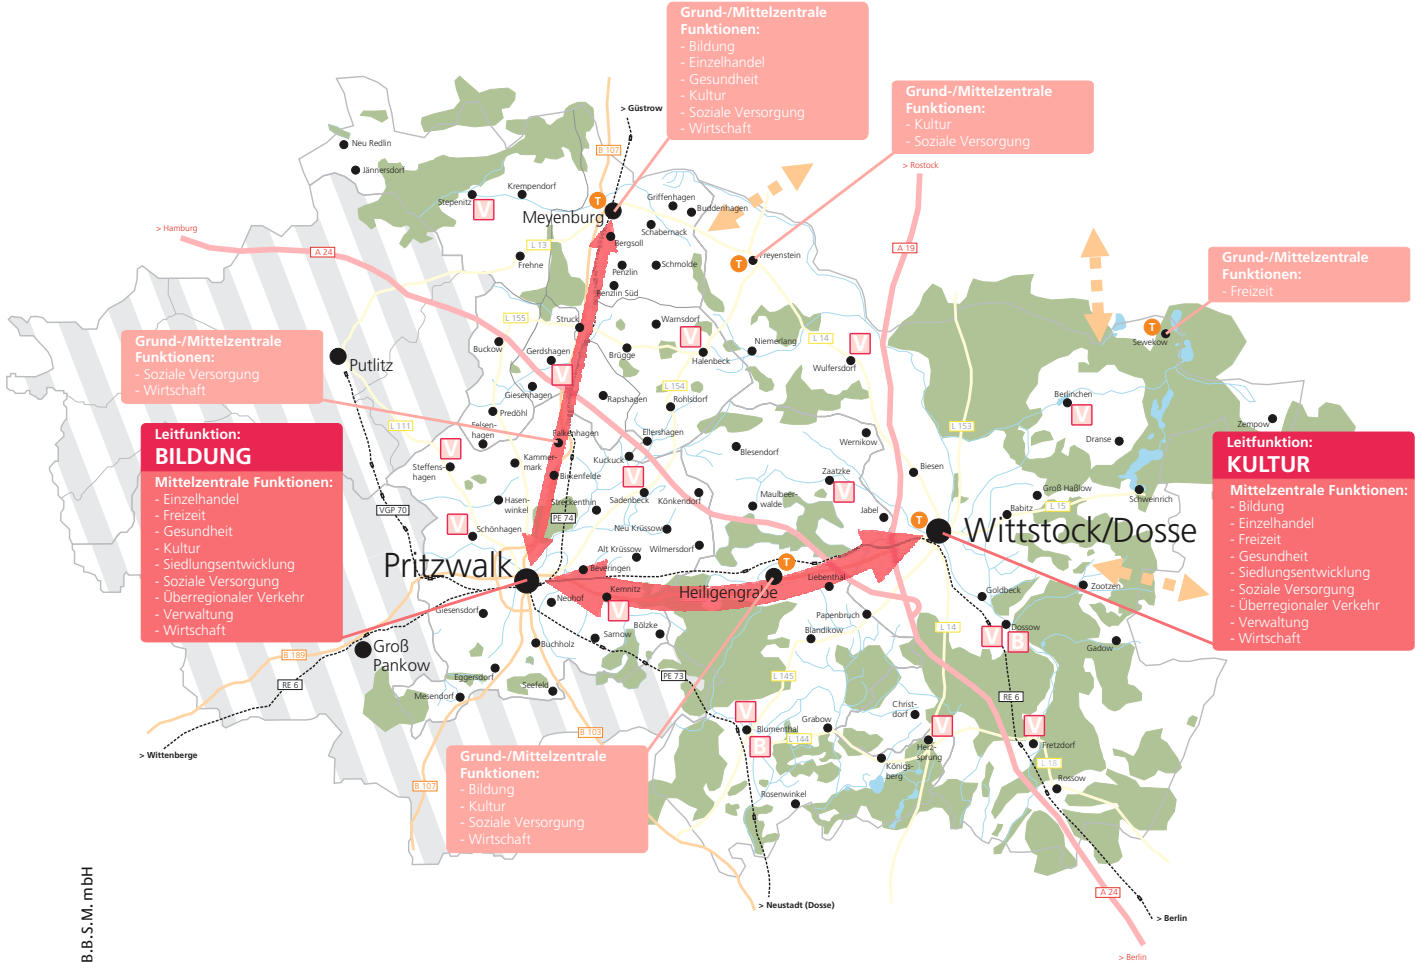 Grund-/Mittelzentrale
Funktionen:
- Bildung
- Einzelhandel
- Gesundheit
- Kultur
- Soziale Versorgung
- Wirtschaft
Grund-/Mittelzentrale
Funktionen:
- Kultur
- Soziale Versorgung
> Güstrow
B 107
> Rostock
Neu Redlin
Jännersdorf
Krempendorf
Stepenitz
V
T
Meyenburg
Griffenhagen
Buddenhagen
Schabernack
Bergsoll
> Hamburg
A 24
L 13
A 19
Frehne
Penzlin
Schmolde
T
Freyenstein
Penzlin Süd
Grund-/Mittelzentrale
Funktionen:
- Freizeit
L 155
Struck
Warnsdorf
V
Niemerlang
L 14
V
T
Sewekow
Grund-/Mittelzentrale
Funktionen:
- Soziale Versorgung
- Wirtschaft
Buckow
Gerdshagen
Brügge
Halenbeck
Wulfersdorf
Putlitz
V
Giesenhagen
Rapshagen
L 154
Rohlsdorf
Berlinchen
V
Predöhl
L 111
Felsen-
hagen
Falkenhagen
Ellershagen
Wernikow
L 153
Dranse
Zempow
Leitfunktion:
BILDUNG
Mittelzentrale Funktionen:
- Einzelhandel
- Freizeit
- Gesundheit
- Kultur
- Siedlungsentwicklung
- Soziale Versorgung
- Überregionaler Verkehr
- Verwaltung
- Wirtschaft
Leitfunktion:
KULTUR
Mittelzentrale Funktionen:
- Bildung
- Einzelhandel
- Freizeit
- Gesundheit
- Siedlungsentwicklung
- Soziale Versorgung
- Überregionaler Verkehr
- Verwaltung
- Wirtschaft
V
Steffens-
hagen
Kammer-
mark
Kuckuck
Blesendorf
Biesen
Birkenfelde
V
Sadenbeck
Könkendorf
Zaatzke
V
Maulbeer-
walde
Groß Haßlow
Schweinrich
Hasen-
winkel
Streckenthin
VGP 70
PE 74
Jabel
Babitz
L 15
V
Schönhagen
Neu Krüssow
T
Wittstock/Dosse
Alt Krüssow
Wilmersdorf
Pritzwalk
Beveringen
T
Liebenthal
Heiligengrabe
Kemnitz
V
Neuhof
Giesensdorf
Goldbeck
Zootzen
Papenbruch
Bölzke
Sarnow
Blandikow
L 14
V
B
Dossow
Gadow
Groß
Pankow
Buchholz
B 189
RE 6
Eggersdorf
Seefeld
PE 73
L 145
Mesendorf
RE 6
V
Blumenthal
B
L 144
Grabow
Christ-
dorf
V
Herz-
sprung
V
Fretzdorf
B 103
> Wittenberge
Königs-
berg
L 18
Rossow
Grund-/Mittelzentrale
Funktionen:
- Bildung
- Kultur
- Soziale Versorgung
- Wirtschaft
B 107
Rosenwinkel
A 24
> Neustadt (Dosse)
> Berlin
> Berlin
B.B.S.M. mbH